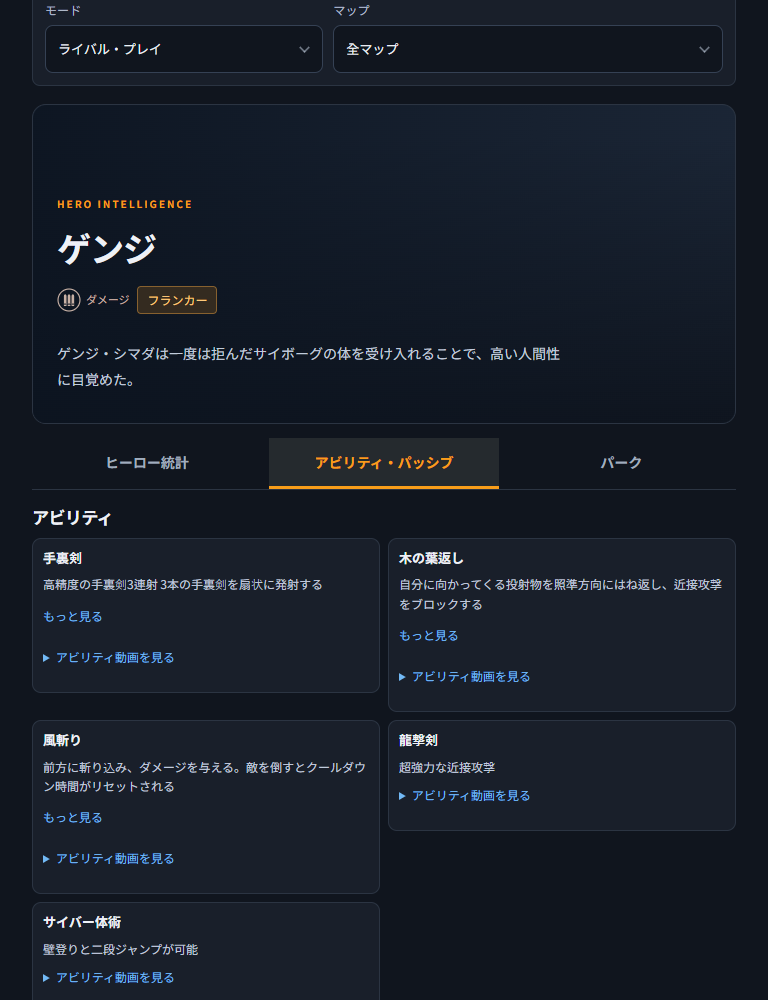 モード
マップ
ライバル・プレイ
全マップ
HERO INTELLIGENCE
ゲンジ
ダメージ
フランカー
ゲンジ・シマダは一度は拒んだサイボーグの体を受け入れることで、高い人間性
に目覚めた。
ヒーロー統計
アビリティ・パッシブ
パーク
アビリティ
手裏剣
高精度の手裏剣3連射 3本の手裏剣を扇状に発射する
もっと見る
アビリティ動画を見る
木の葉返し
自分に向かってくる投射物を照準方向にはね返し、近接攻撃
をブロックする
もっと見る
アビリティ動画を見る
風斬り
前方に斬り込み、ダメージを与える。敵を倒すとクールダウ
ン時間がリセットされる
もっと見る
アビリティ動画を見る
龍撃剣
超強力な近接攻撃
アビリティ動画を見る
サイバー体術
壁登りと二段ジャンプが可能
アビリティ動画を見る